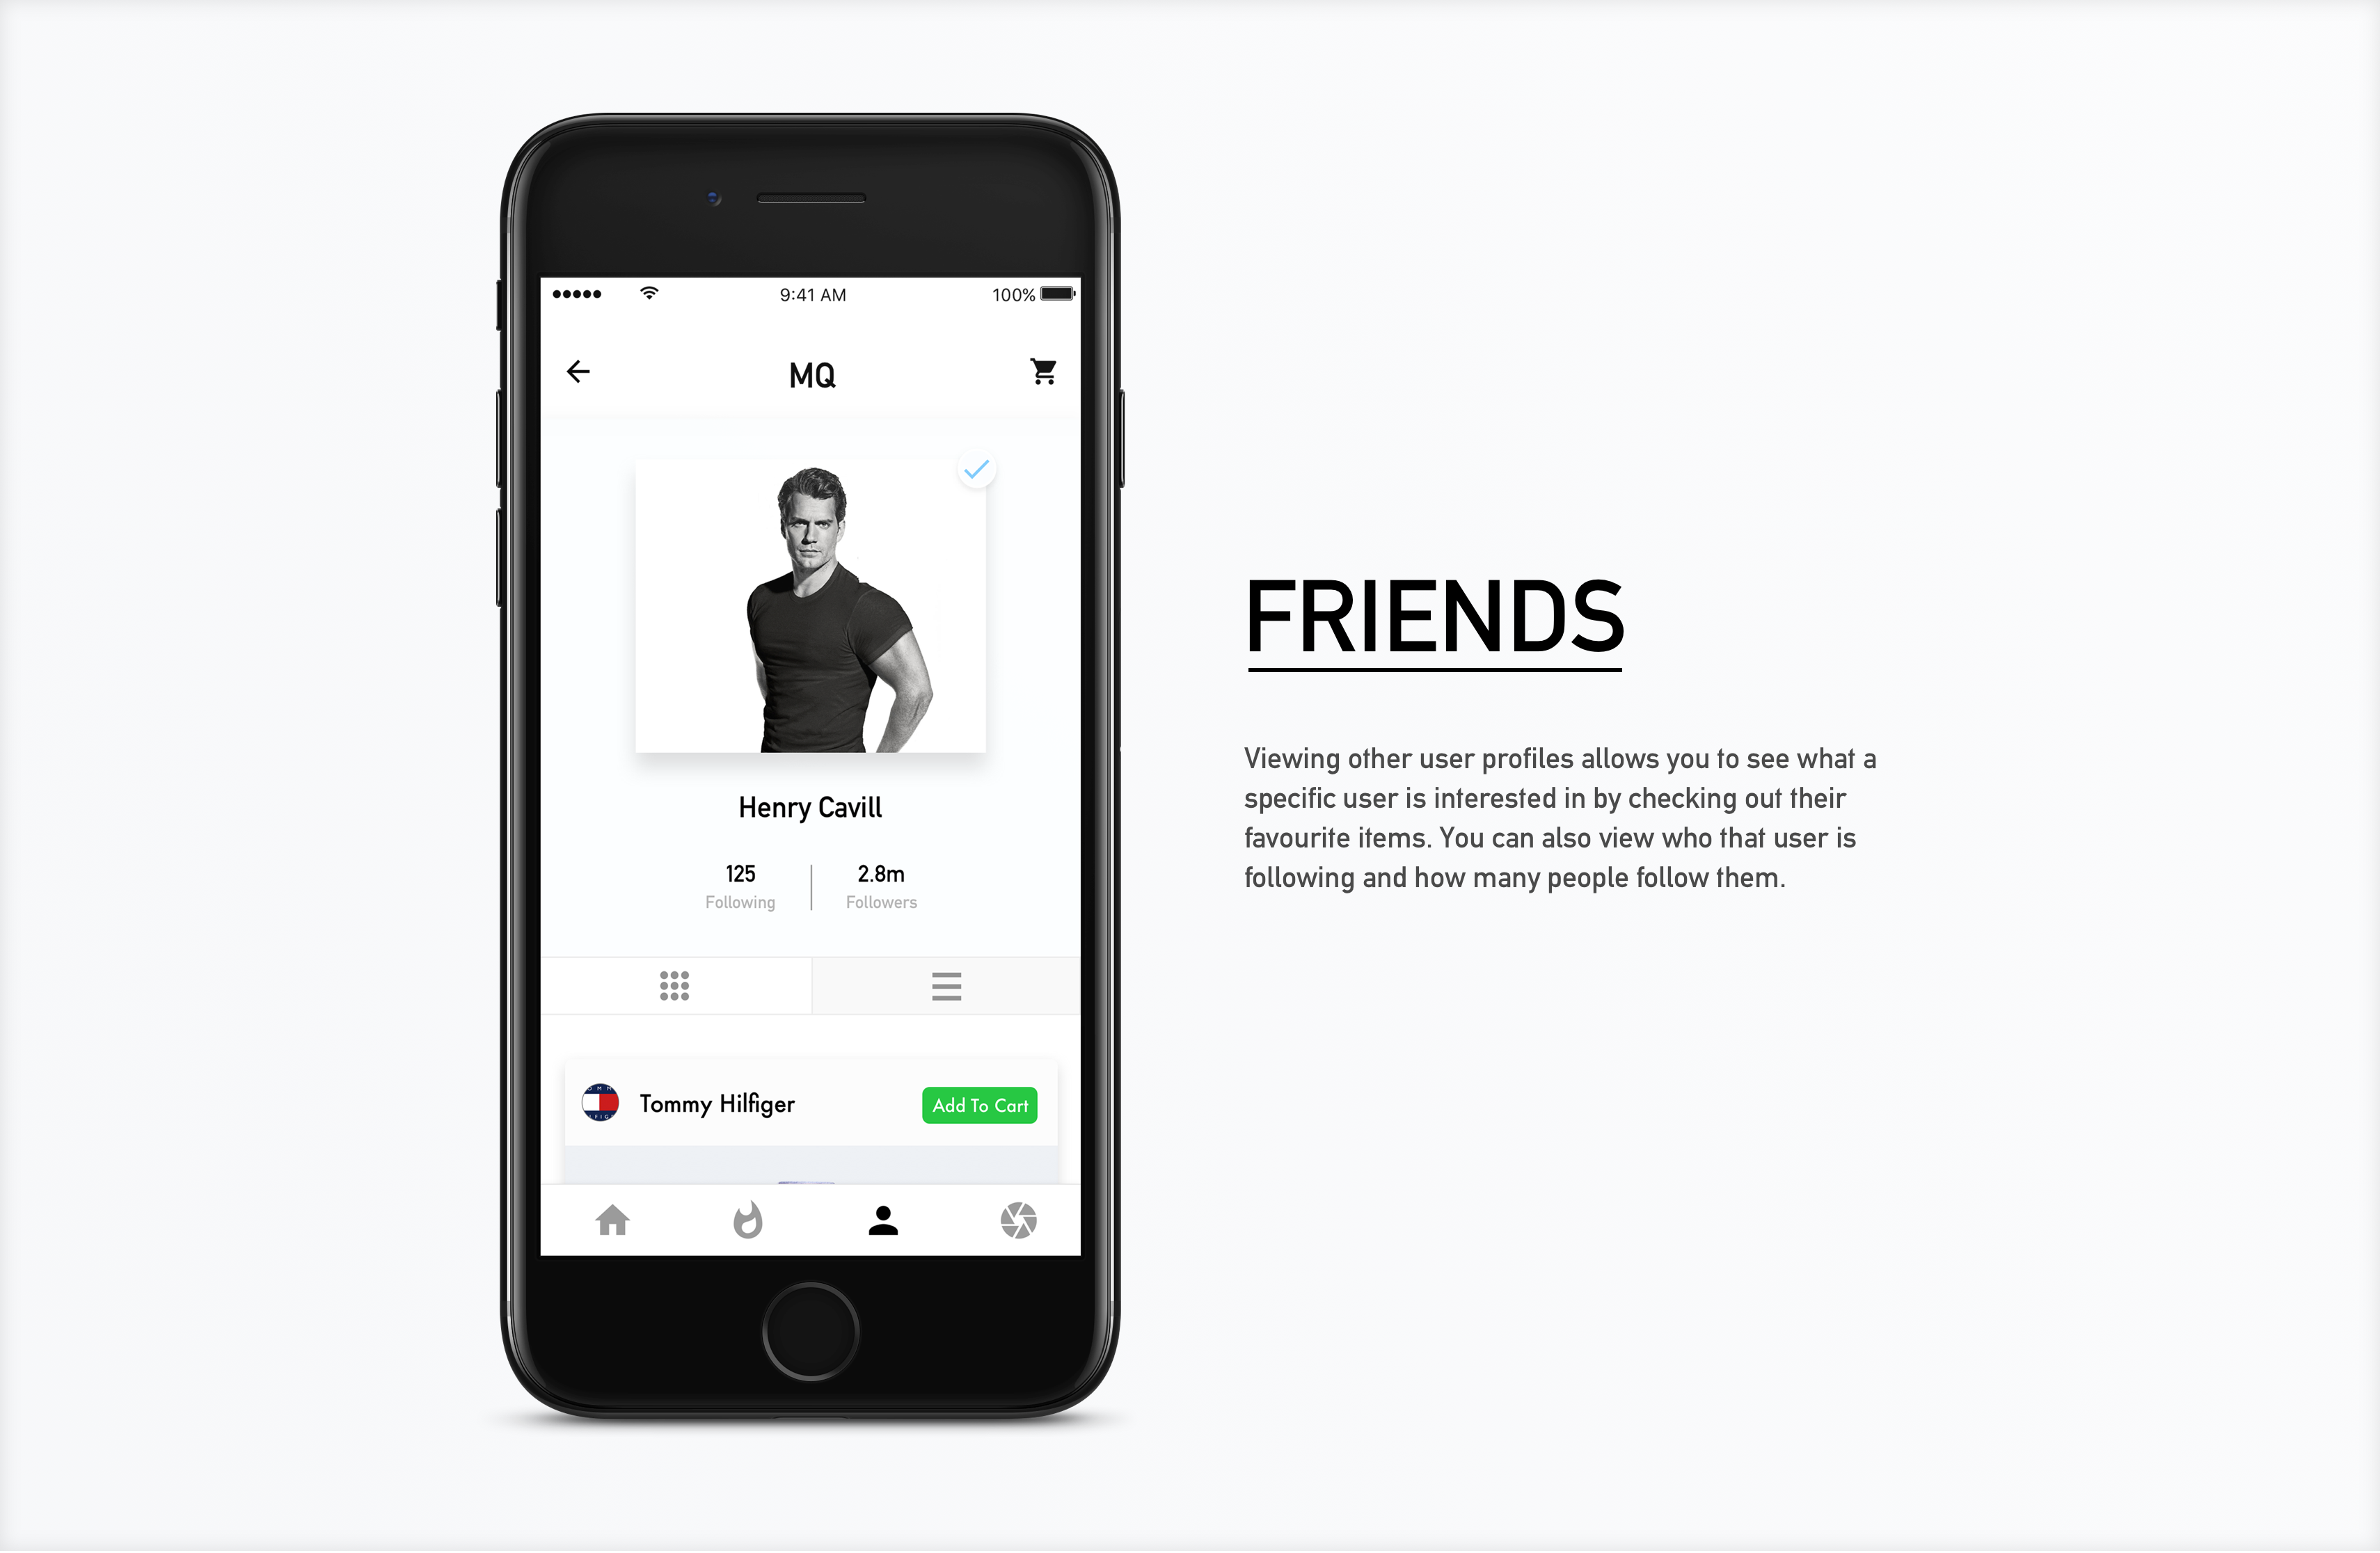 9:41 AM
100%
MQ
Henry Cavill
125
2.8m
Following
Followers
Tommy Hilfiger
Add To Cart
FRIENDS
Viewing other user profiles allows you to see what a
specific user is interested in by checking out their
favourite items. You can also view who that user is
following and how many people follow them.